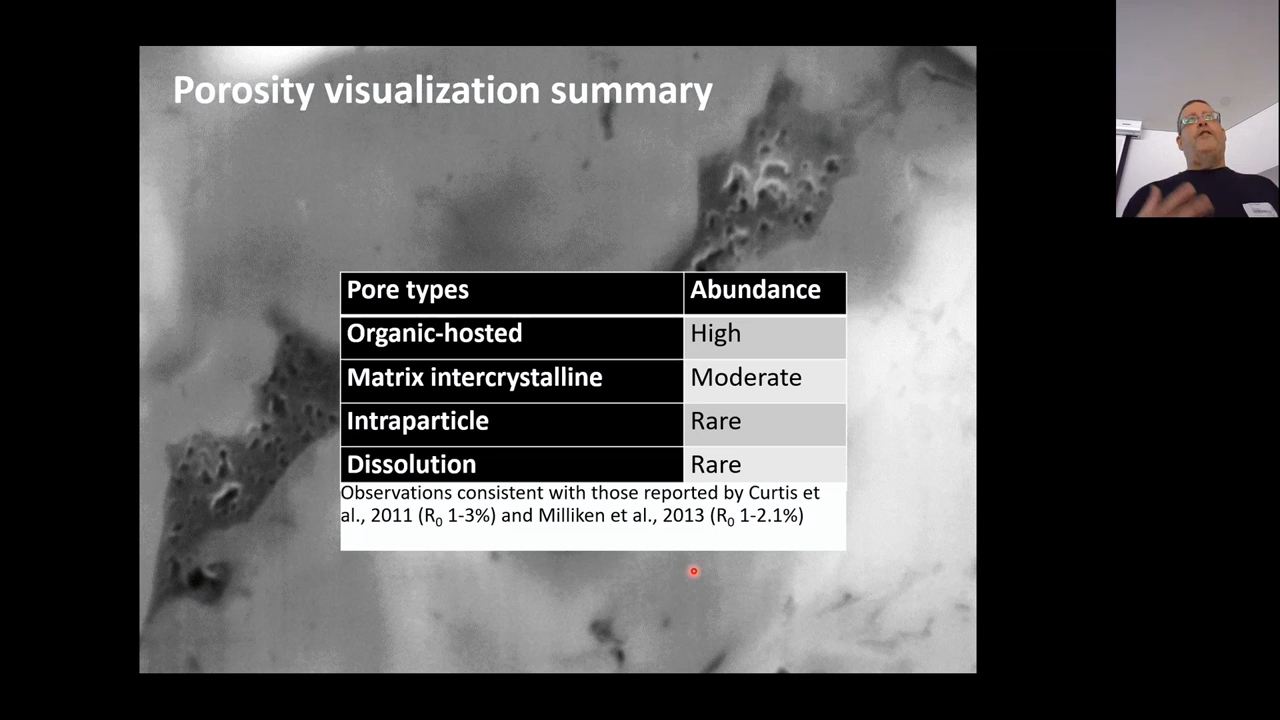 Porosity visualization summary
Pore types Abundance
Organic-hosted High
Matrix intercrystalline Moderate
Intraparticle Rare
Dissolution Rare
Observations consistent with those reported by Curtis et
al., 2011 (R0 1-3%) and Milliken et al., 2013 (R0 1-2.1%)